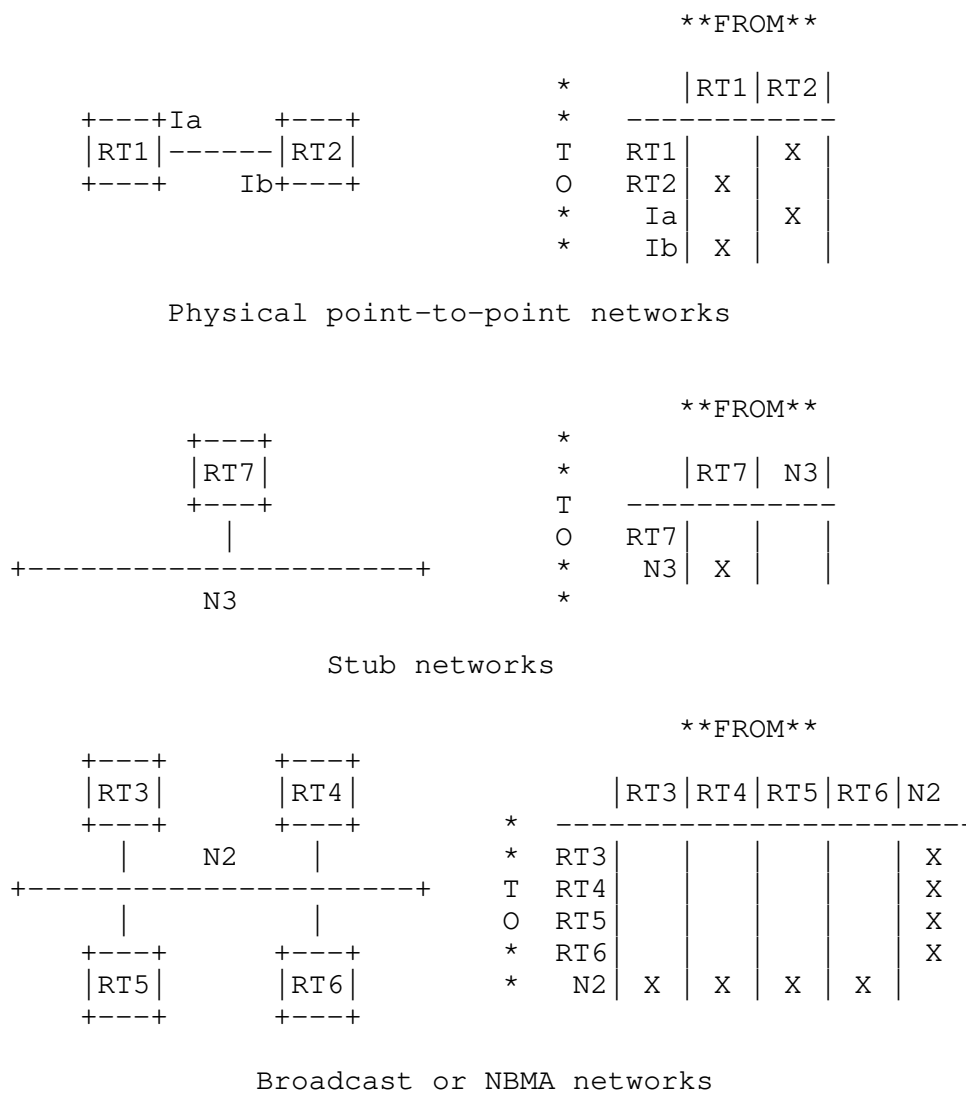 **FROM**

                                           *      |RT1|RT2|
                +---+Ia    +---+           *   ------------
                |RT1|------|RT2|           T   RT1|   | X |
                +---+    Ib+---+           O   RT2| X |   |
                                           *    Ia|   | X |
                                           *    Ib| X |   |

                     Physical point-to-point networks

                                                  **FROM**
                      +---+                *
                      |RT7|                *      |RT7| N3|
                      +---+                T   ------------
                        |                  O   RT7|   |   |
            +----------------------+       *    N3| X |   |
                       N3                  *

                              Stub networks

                                                  **FROM**
                +---+      +---+
                |RT3|      |RT4|              |RT3|RT4|RT5|RT6|N2
                +---+      +---+        *  ------------------------
                  |    N2    |          *  RT3|   |   |   |   | X
            +----------------------+    T  RT4|   |   |   |   | X
                  |          |          O  RT5|   |   |   |   | X
                +---+      +---+        *  RT6|   |   |   |   | X
                |RT5|      |RT6|        *   N2| X | X | X | X |
                +---+      +---+

                          Broadcast or NBMA networks